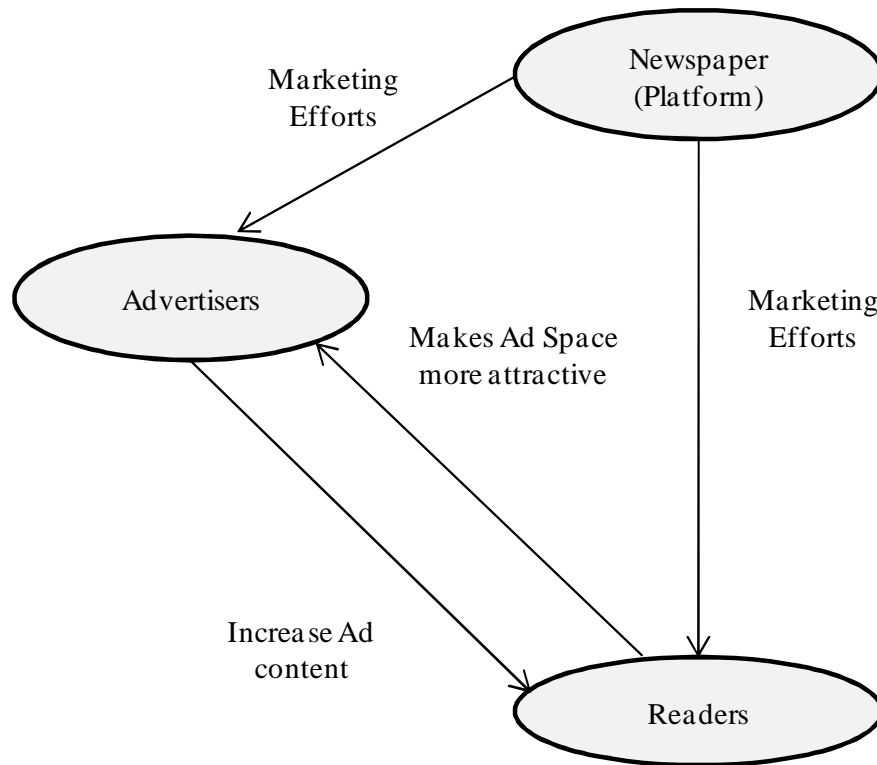 Newspaper
(Platform)
Marketing
Efforts
Advertisers
Marketing
Efforts
Makes Ad Space
more attractive
Increase Ad
content
Readers